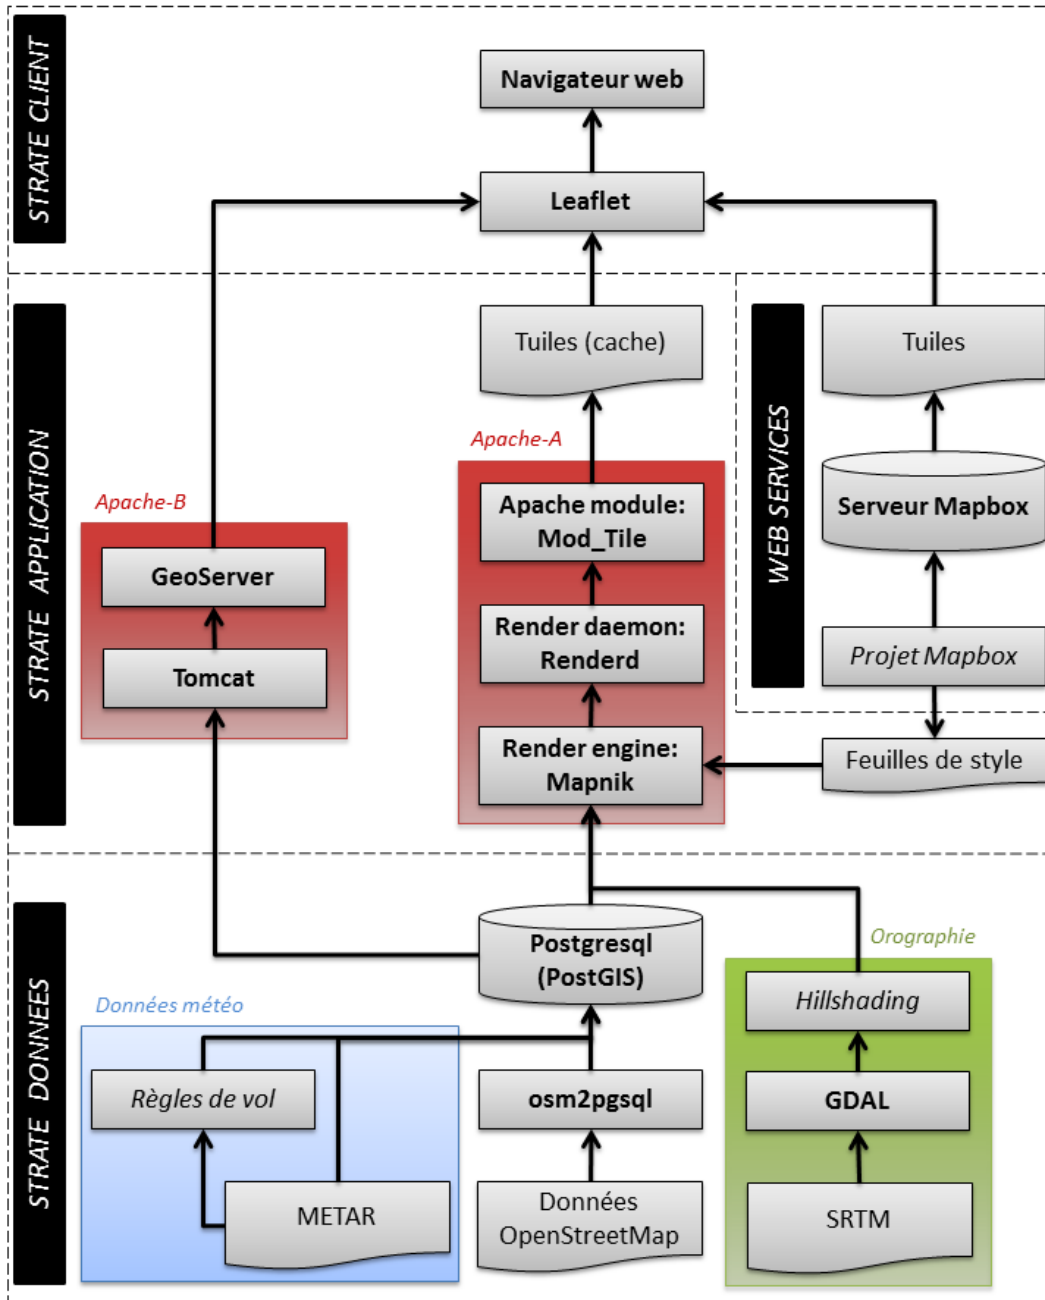 STRATE CLIENT
Navigateur web
Leaflet
STRATE APPLICATION
Tuiles (cache)
WEB SERVICES
Tuiles
Apache-A
Apache-B
Apache module:
Mod_Tile
Serveur Mapbox
GeoServer
Render daemon:
Renderd
Projet Mapbox
Tomcat
Render engine:
Mapnik
Feuilles de style
STRATE DONNEES
Postgresql
(PostGIS)
Orographie
Données météo
Hillshading
Règles de vol
osm2pgsql
GDAL
METAR
Données
OpenStreetMap
SRTM